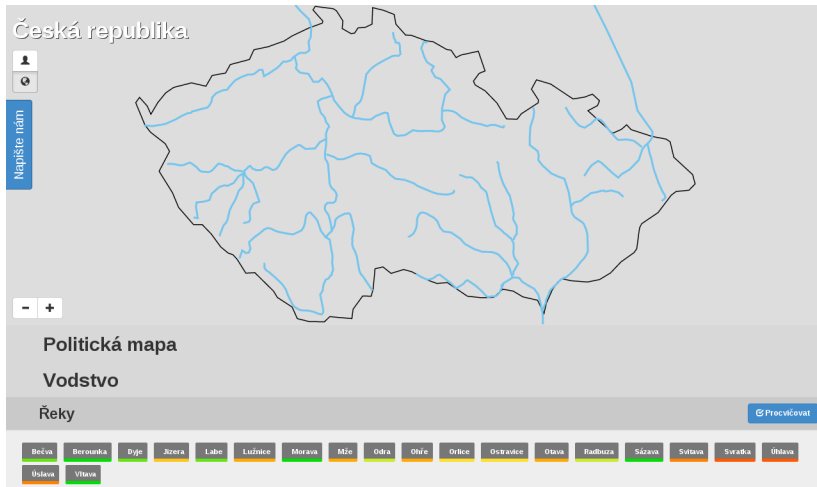 Česká republika
Napište nám
Politická mapa
Vodstvo
Řeky
Procvičovat
Bečva Berounka Dyje Jizera Labe Lužnice Morava Mže Odra Ohře Orlice Ostravice Otava Radbuza Sázava Svitava Svratka Úhlava
Úslava Vltava